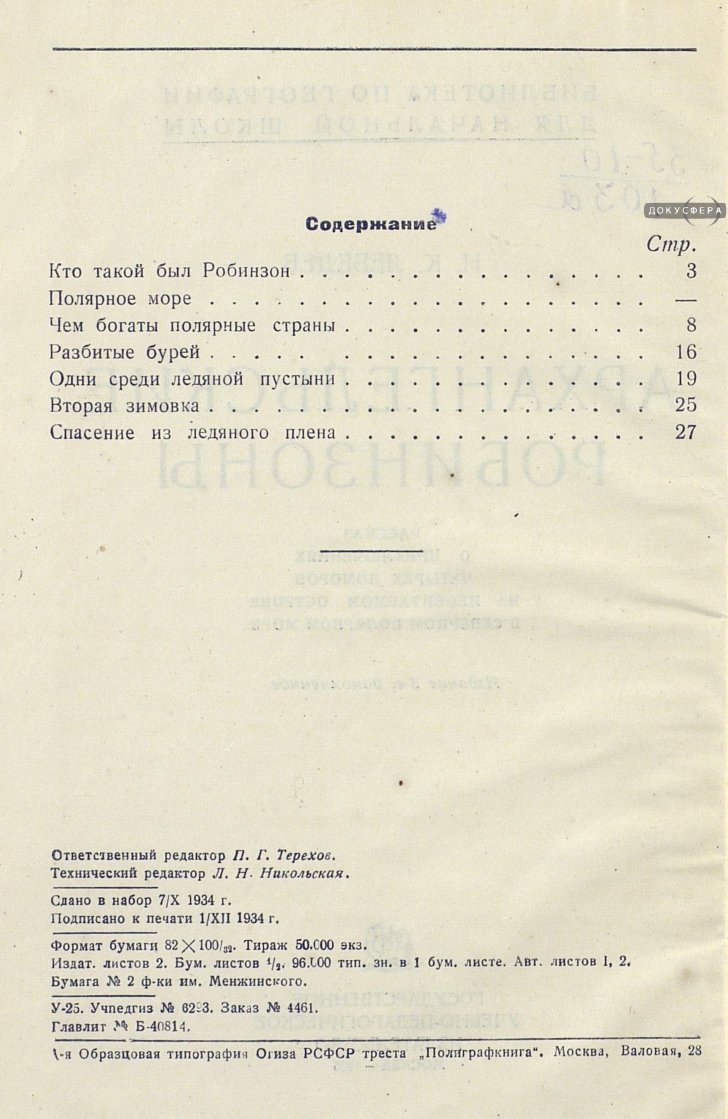 ДОКУСФЕРА
Содержание
Стр.
Кто такой был Робинзон . . . . . . . . . . . . . . . 3
Полярное море . . . . . . . . . . . . . . . . . . —
Чем богаты полярные страны . . . . . . . . . . . . 8
Разбитые бурей . . . . . . . . . . . . . . . . . 16
Одни среди ледяной пустыни . . . . . . . . . . . . 19
Вторая зимовка . . . . . . . . . . . . . . . . . 25
Спасение из ледяного плена . . . . . . . . . . . . 27
Ответственный редактор П. Г. Терехов.
Технический редактор Л. Н. Никольская.
Сдано в набор 7/X 1934 г.
Подписано к печати 1/XII 1934 г.
Формат бумаги 82 × 100/32. Тираж 50.000 экз.
Издат. листов 2. Бум. листов 1/2. 96.000 тип. зн. в 1 бум. листе. Авт. листов 1, 2.
Бумага № 2 ф-ки им. Менжинского.
У-25. Учпедгиз № 6283. Заказ № 4461.
Главлит № Б-40814.
1-я Образцовая типография Огиза РСФСР треста „Полиграфкнига“. Москва, Валовая, 28